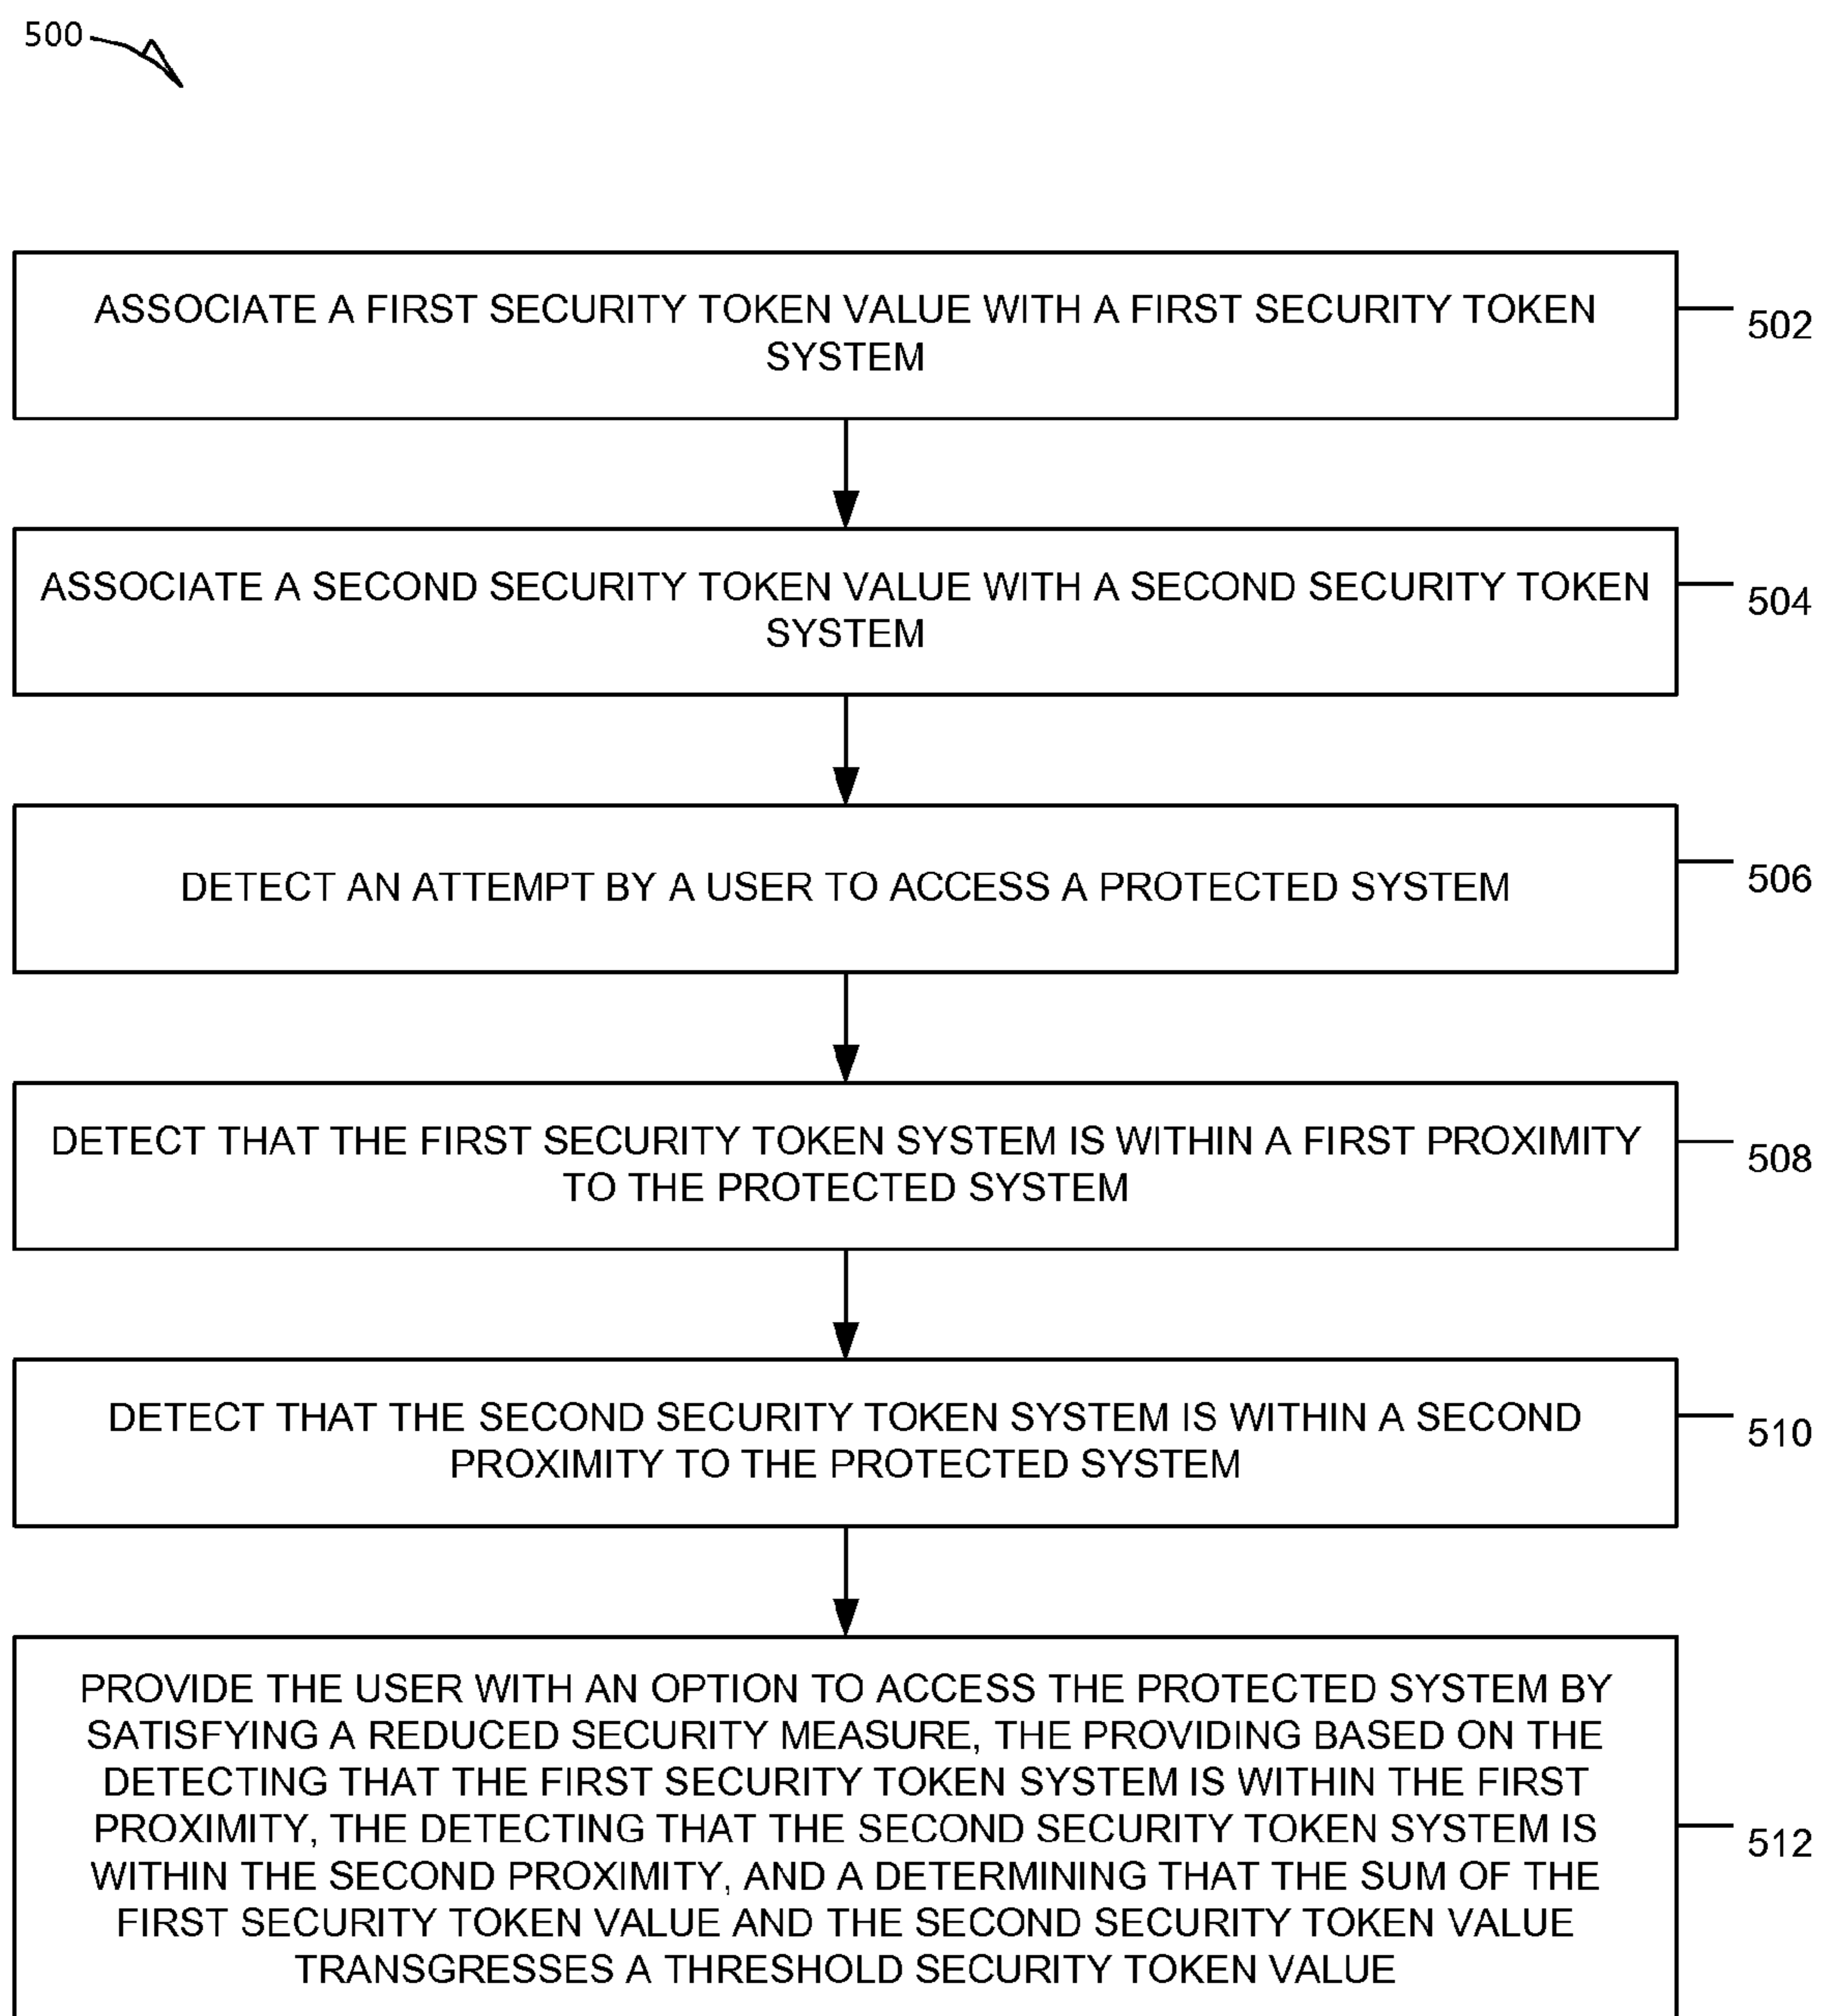 500
ASSOCIATE A FIRST SECURITY TOKEN VALUE WITH A FIRST SECURITY TOKEN
SYSTEM
502
ASSOCIATE A SECOND SECURITY TOKEN VALUE WITH A SECOND SECURITY TOKEN
SYSTEM
504
DETECT AN ATTEMPT BY A USER TO ACCESS A PROTECTED SYSTEM
506
DETECT THAT THE FIRST SECURITY TOKEN SYSTEM IS WITHIN A FIRST PROXIMITY
TO THE PROTECTED SYSTEM
508
DETECT THAT THE SECOND SECURITY TOKEN SYSTEM IS WITHIN A SECOND
PROXIMITY TO THE PROTECTED SYSTEM
510
PROVIDE THE USER WITH AN OPTION TO ACCESS THE PROTECTED SYSTEM BY
SATISFYING A REDUCED SECURITY MEASURE, THE PROVIDING BASED ON THE
DETECTING THAT THE FIRST SECURITY TOKEN SYSTEM IS WITHIN THE FIRST
PROXIMITY, THE DETECTING THAT THE SECOND SECURITY TOKEN SYSTEM IS
WITHIN THE SECOND PROXIMITY, AND A DETERMINING THAT THE SUM OF THE
FIRST SECURITY TOKEN VALUE AND THE SECOND SECURITY TOKEN VALUE
TRANSGRESSES A THRESHOLD SECURITY TOKEN VALUE
512